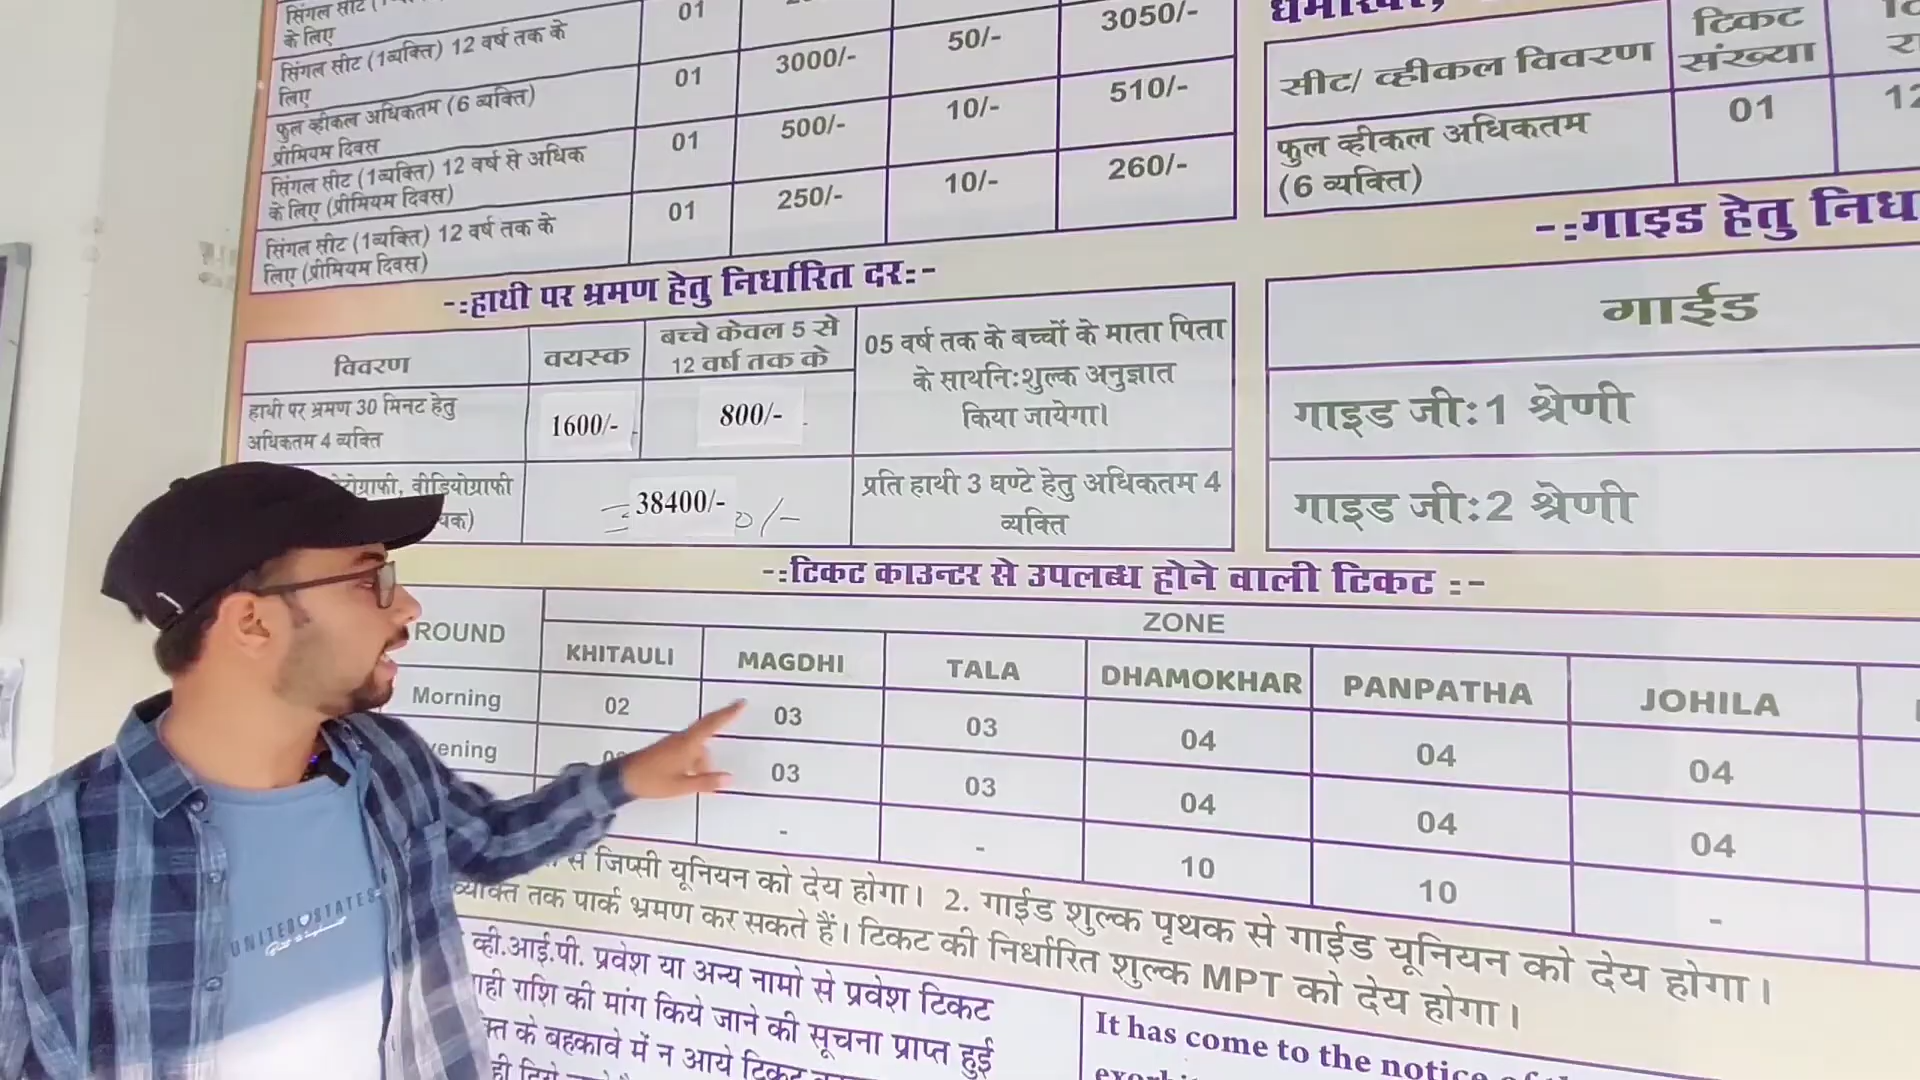 सिंगल सीट
के लिए
01
3050/-
सिंगल सीट (1व्यक्ति) 12 वर्ष तक के
लिए
01
3000/-
50/-
फुल व्हीकल अधिकतम (6 व्यक्ति)
प्रीमियम दिवस
01
500/-
10/-
510/-
सिंगल सीट (1व्यक्ति) 12 वर्ष से अधिक
के लिए (प्रीमियम दिवस)
01
250/-
10/-
260/-
सिंगल सीट (1व्यक्ति) 12 वर्ष तक के
लिए (प्रीमियम दिवस)
-:हाथी पर भ्रमण हेतु निर्धारित दर:-
विवरण
वयस्क
बच्चे केवल 5 से
12 वर्ष तक के
05 वर्ष तक के बच्चों के माता पिता
के साथनि:शुल्क अनुज्ञात
किया जायेगा।
हाथी पर भ्रमण 30 मिनट हेतु
अधिकतम 4 व्यक्ति
1600/-
800/-
वीडियोग्राफी
38400/-
प्रति हाथी 3 घण्टे हेतु अधिकतम 4
व्यक्ति
सीट/ व्हीकल विवरण
टिकट
संख्या
फुल व्हीकल अधिकतम
(6 व्यक्ति)
01
-:गाइड हेतु
गाईड
गाइड जी:1 श्रेणी
गाइड जी:2 श्रेणी
-:टिकट काउन्टर से उपलब्ध होने वाली टिकट :-
ROUND
ZONE
KHITAULI MAGDHI TALA DHAMOKHAR PANPATHA JOHILA
Morning 02 03 03 04 04 04
03 03 04 04 04
- - 10 10 -
से जिप्सी यूनियन को देय होगा। 2. गाईड शुल्क पृथक से गाईड यूनियन को देय होगा।
व्यक्ति तक पार्क भ्रमण कर सकते हैं। टिकट की निर्धारित शुल्क MPT को देय होगा।
व्ही.आई.पी. प्रवेश या अन्य नामो से प्रवेश टिकट
राशि की मांग किये जाने की सूचना प्राप्त हुई
के बहकावे में न आये टिकट
It has come to the notice
UNITED STATES